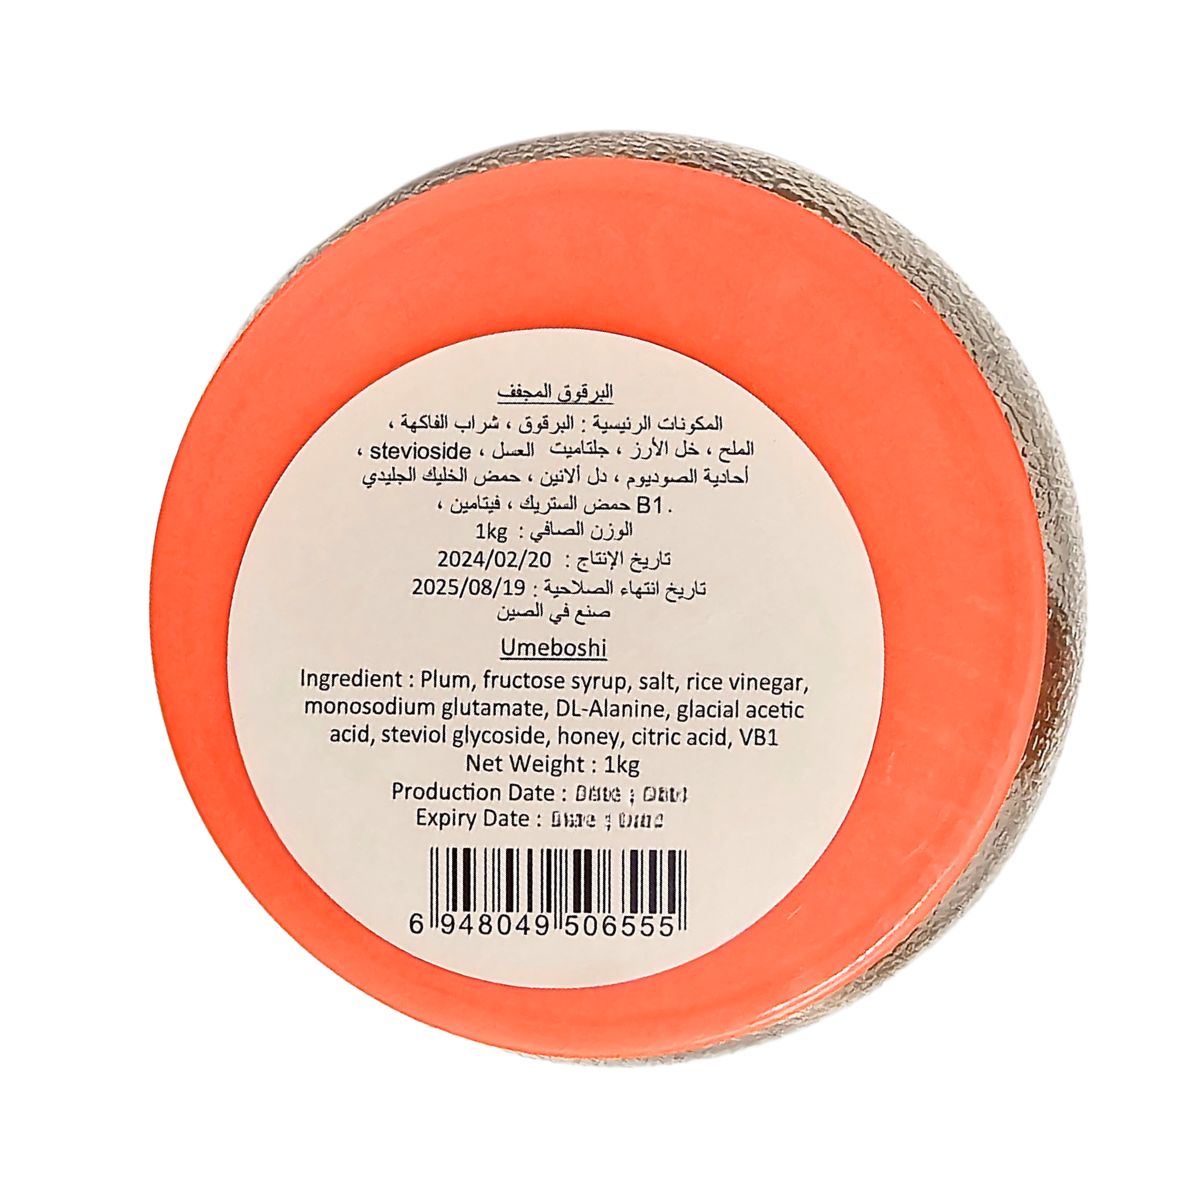 البرقوق المجفف
المكونات الرئيسية : البرقوق ، شراب الفاكهة ،
الملح ، خل الأرز ، جلتاميت العسل ، stevioside ،
أحادية الصوديوم ، دل ألانين ، حمض الخليك الجليدي
B1 حمض الستريك ، فيتامين ، .
الوزن الصافي : 1kg
تاريخ الإنتاج : 2024/02/20
تاريخ انتهاء الصلاحية : 2025/08/19
صنع في الصين
Umeboshi
Ingredient : Plum, fructose syrup, salt, rice vinegar,
monosodium glutamate, DL-Alanine, glacial acetic
acid, steviol glycoside, honey, citric acid, VB1
Net Weight : 1kg
Production Date :
Expiry Date :
6 948049 506555